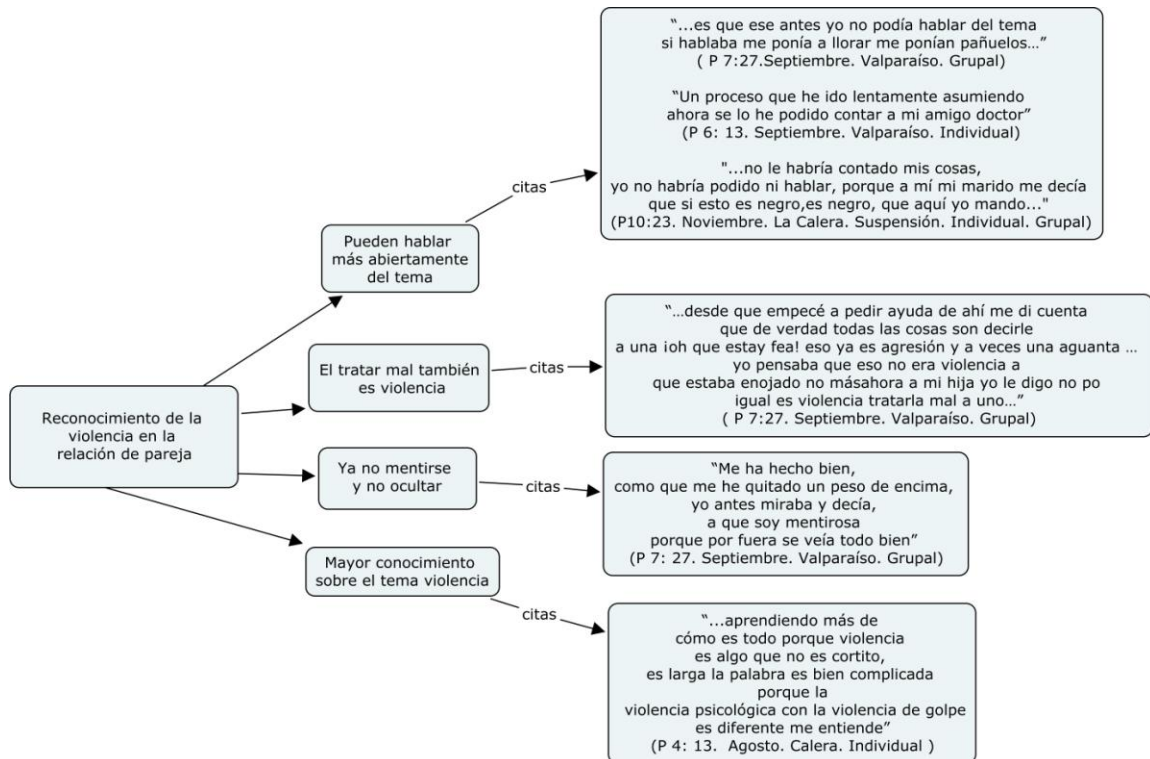 Reconocimiento de la
violencia en la
relación de pareja
Pueden hablar
más abiertamente
del tema
citas
“...es que ese antes yo no podía hablar del tema
si hablaba me ponía a llorar me ponían pañuelos...”
( P 7:27.Septiembre. Valparaíso. Grupal)
“Un proceso que he ido lentamente asumiendo
ahora se lo he podido contar a mi amigo doctor”
(P 6: 13. Septiembre. Valparaíso. Individual)
"...no le habría contado mis cosas,
yo no habría podido ni hablar, porque a mí mi marido me decía
que si esto es negro,es negro, que aquí yo mando..."
(P10:23. Noviembre. La Calera. Suspensión. Individual. Grupal)
El tratar mal también
es violencia
citas
“...desde que empecé a pedir ayuda de ahí me di cuenta
que de verdad todas las cosas son decirle
a una ¡oh que estay fea! eso ya es agresión y a veces una aguanta ...
yo pensaba que eso no era violencia a
que estaba enojado no másahora a mi hija yo le digo no po
igual es violencia tratarla mal a uno...”
( P 7:27. Septiembre. Valparaíso. Grupal)
Ya no mentirse
y no ocultar
citas
“Me ha hecho bien,
como que me he quitado un peso de encima,
yo antes miraba y decía,
a que soy mentirosa
porque por fuera se veía todo bien”
(P 7: 27. Septiembre. Valparaíso. Grupal)
Mayor conocimiento
sobre el tema violencia
citas
“...aprendiendo más de
cómo es todo porque violencia
es algo que no es cortito,
es larga la palabra es bien complicada
porque la
violencia psicológica con la violencia de golpe
es diferente me entiende”
(P 4: 13. Agosto. Calera. Individual )